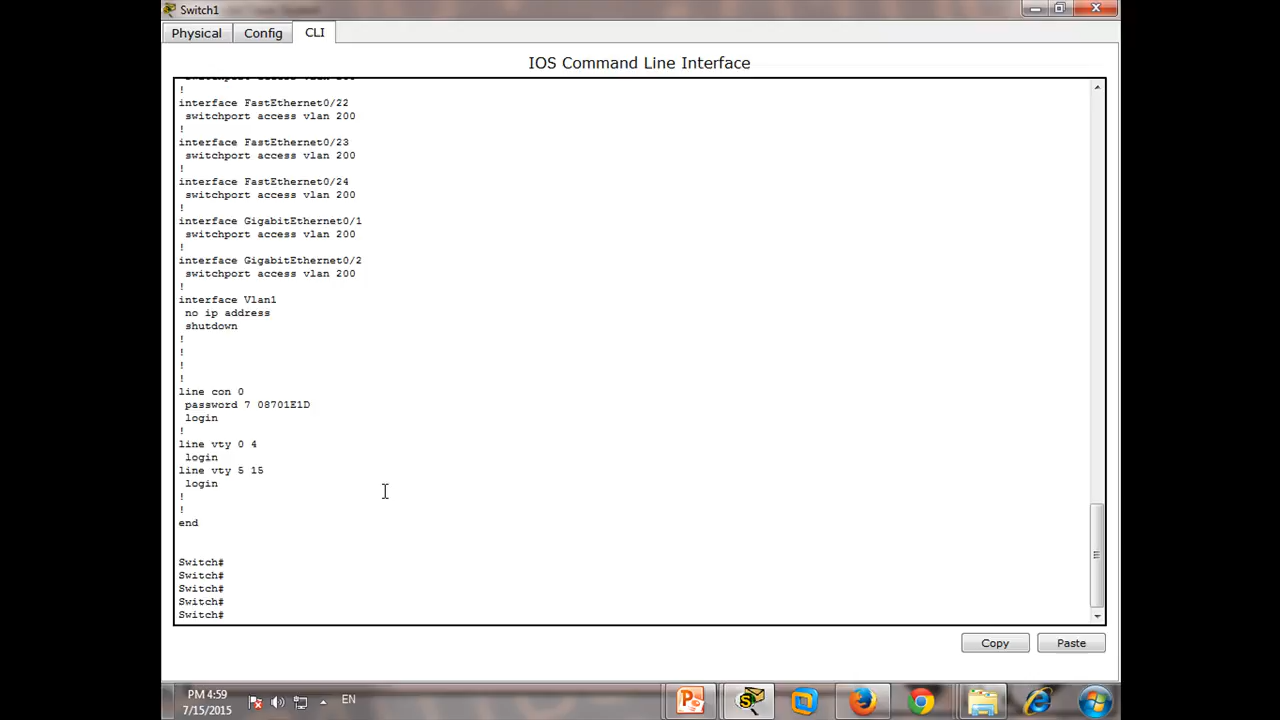 Switch1
Physical
Config
CLI
IOS Command Line Interface
!
interface FastEthernet0/22
 switchport access vlan 200
!
interface FastEthernet0/23
 switchport access vlan 200
!
interface FastEthernet0/24
 switchport access vlan 200
!
interface GigabitEthernet0/1
 switchport access vlan 200
!
interface GigabitEthernet0/2
 switchport access vlan 200
!
interface Vlan1
 no ip address
 shutdown
!
!
!
!
line con 0
 password 7 08701E1D
 login
!
line vty 0 4
 login
line vty 5 15
 login
!
!
end
Switch#
Switch#
Switch#
Switch#
Switch#
Copy
Paste
PM 4:59
7/15/2015
EN